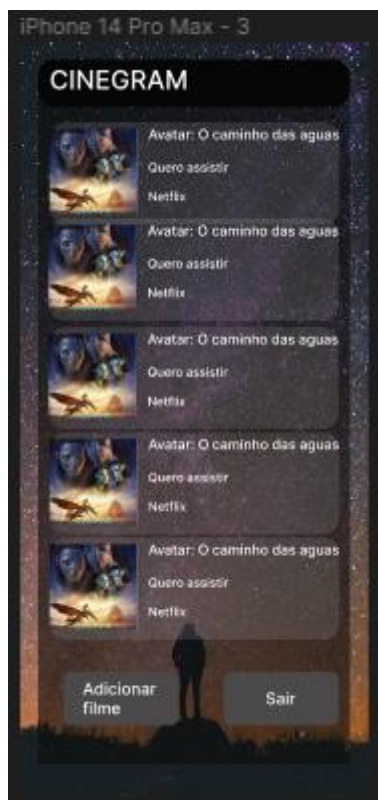 iPhone 14 Pro Max - 3
CINEGRAM
Avatar: O caminho das aguas
Quero assistir
Netflix
Avatar: O caminho das aguas
Quero assistir
Netflix
Avatar: O caminho das aguas
Quero assistir
Netflix
Avatar: O caminho das aguas
Quero assistir
Netflix
Avatar: O caminho das aguas
Quero assistir
Netflix
Adicionar
filme
Sair